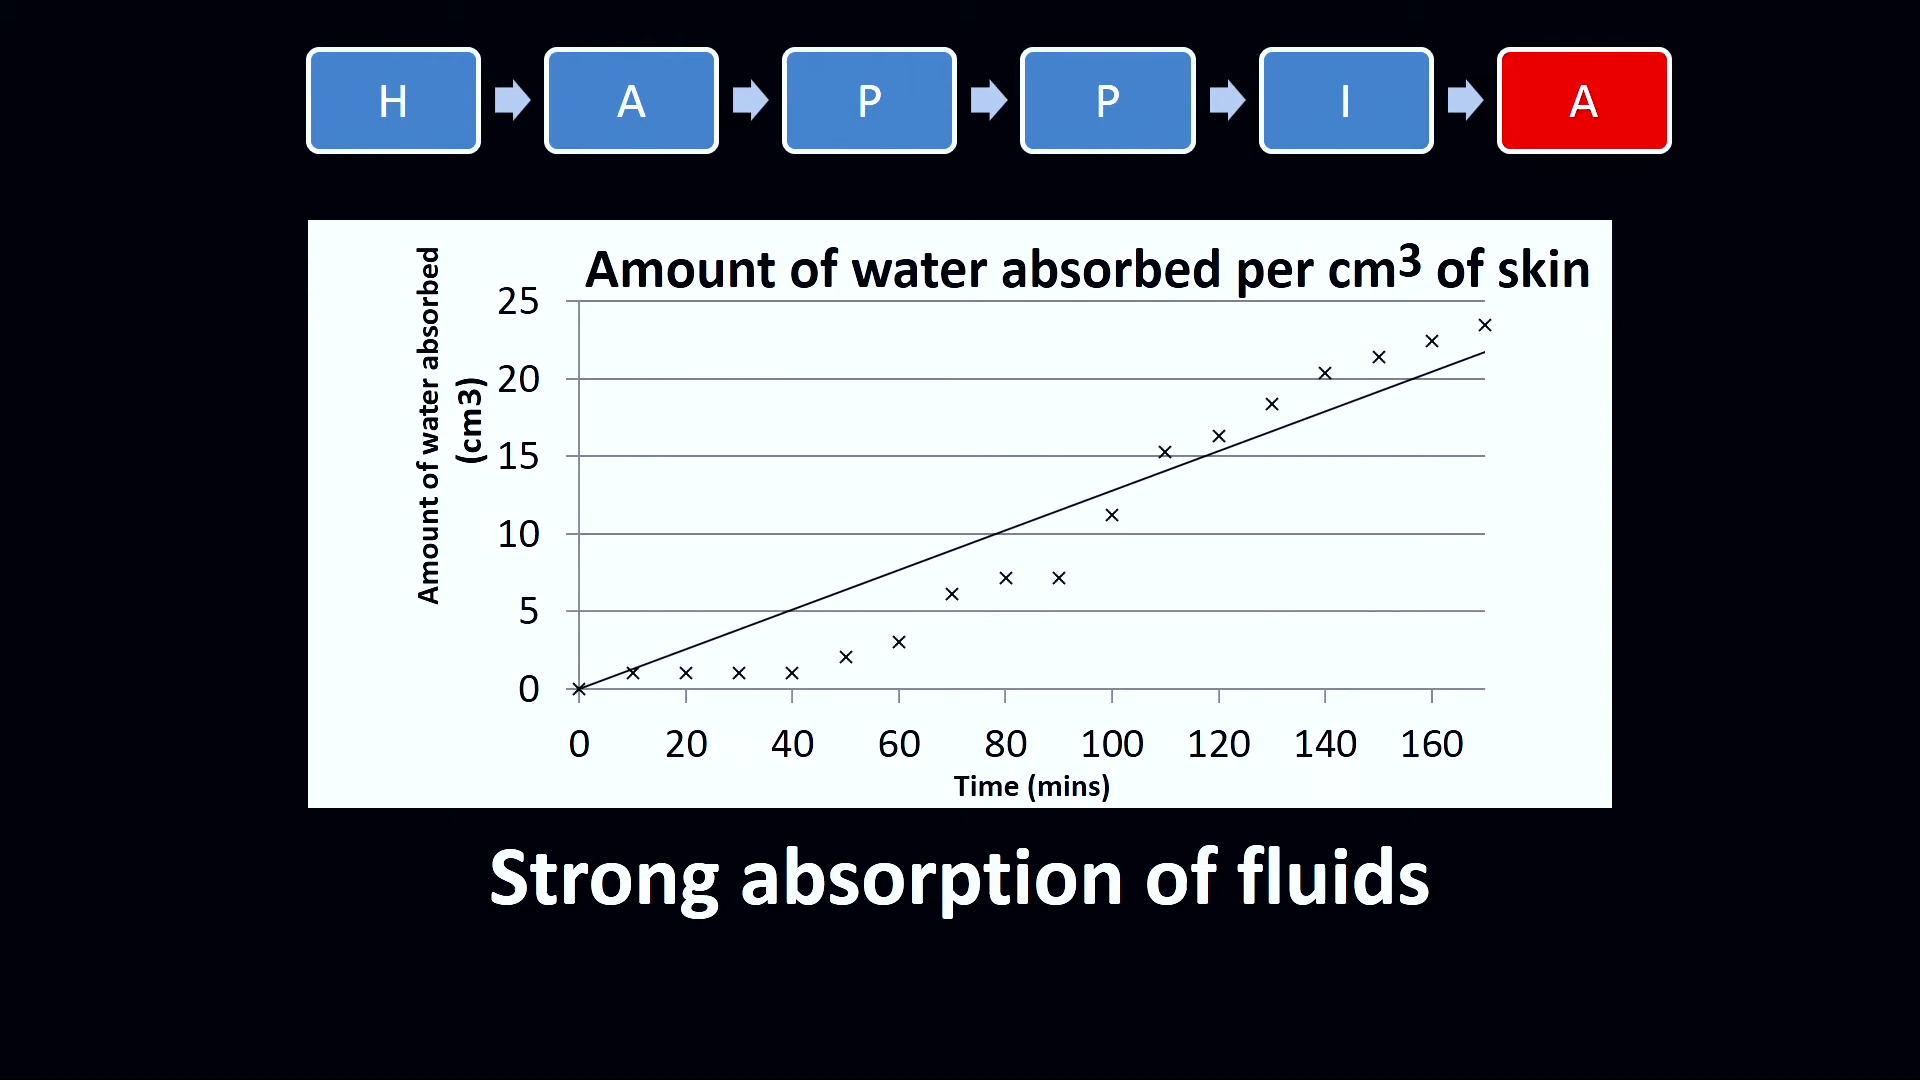 H A P P I A
Amount of water absorbed per cm³ of skin
Amount of water absorbed
(cm3)
25
20
15
10
5
0
0 20 40 60 80 100 120 140 160
Time (mins)
Strong absorption of fluids